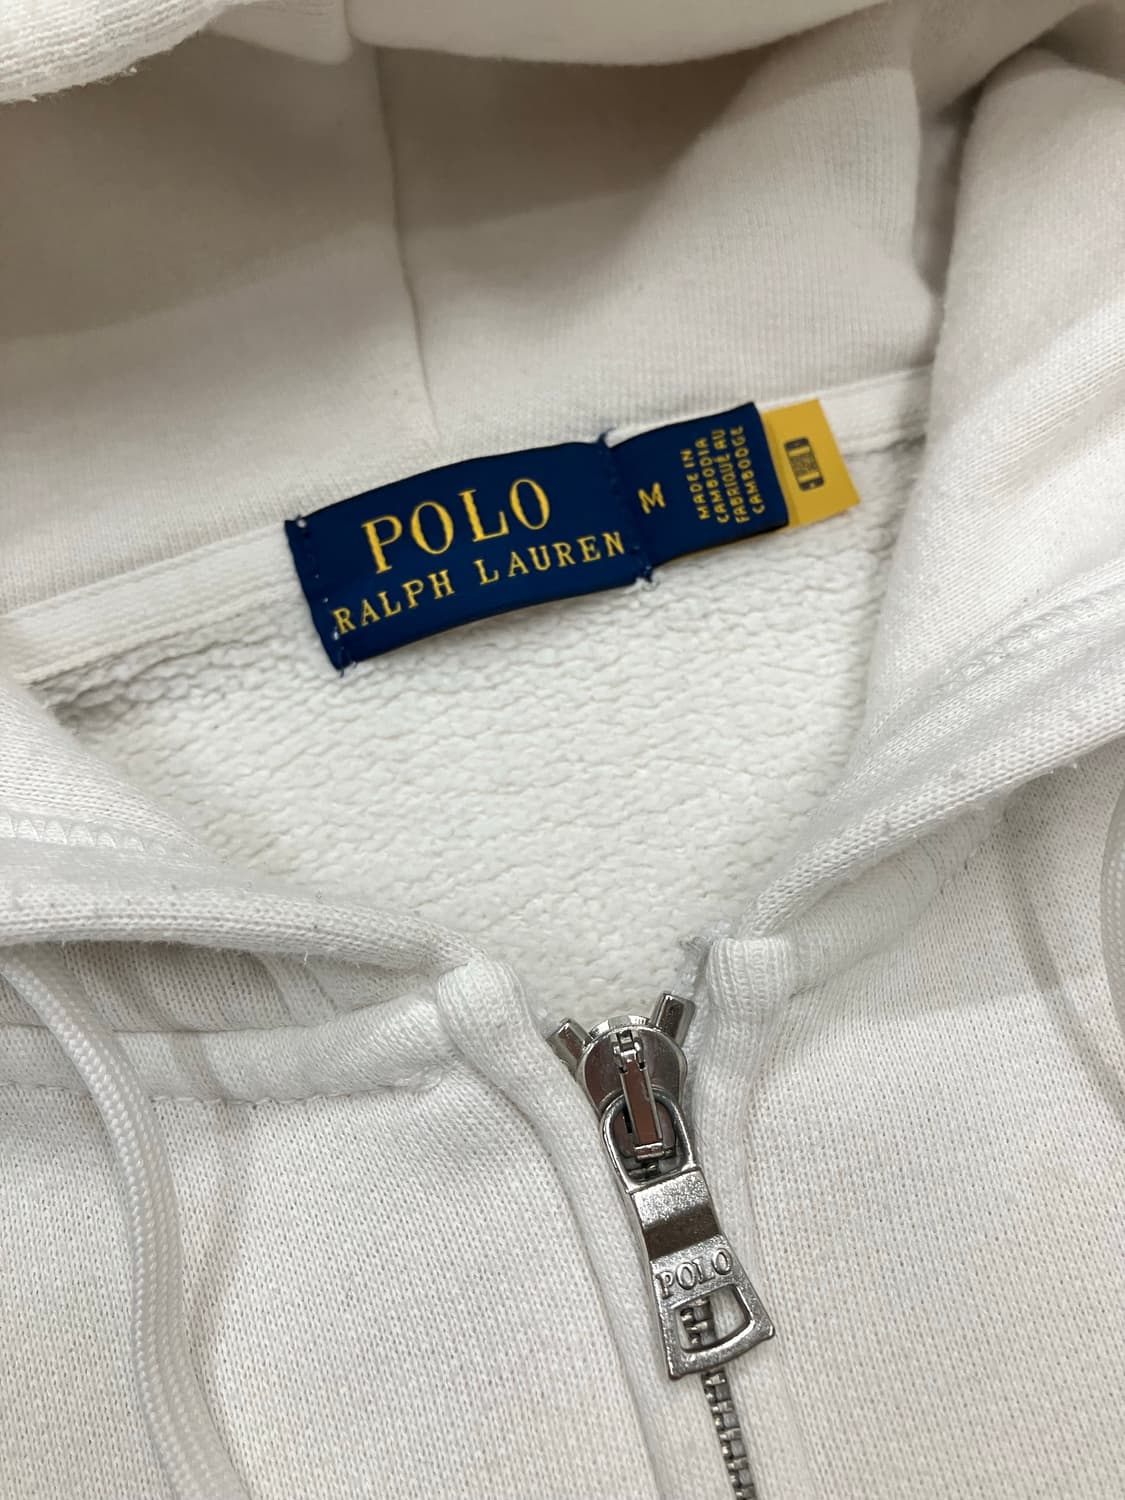 POLO
RALPH LAUREN
M
MADE IN
CAMBODIA
FABRIQUÉ AU
CAMBODGE
POLO